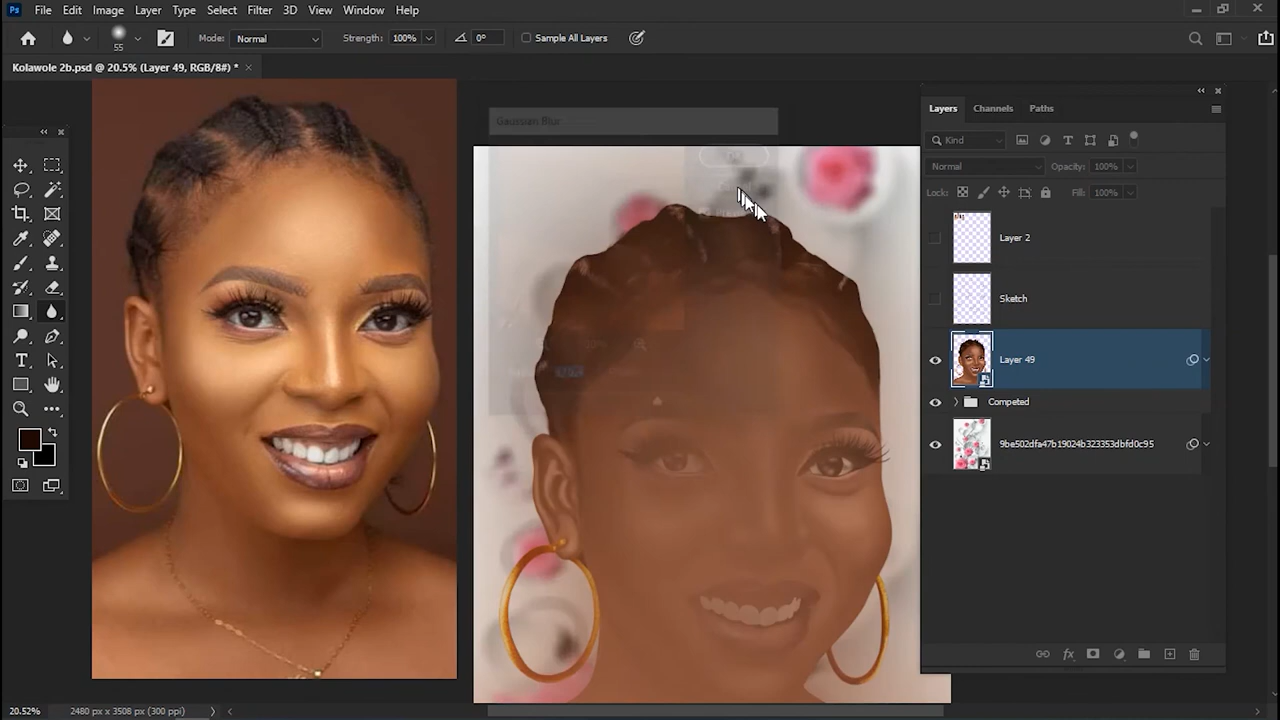 Ps File Edit Image Layer Type Select Filter 3D View Window Help
55 Mode: Normal Strength: 100% 0° Sample All Layers
Kolawole 2b.psd @ 20.5% (Layer 49, RGB/8#) * ×
Gaussian Blur
Layers Channels Paths
Kind
Normal Opacity: 100%
Lock: Fill: 100%
Layer 2
Sketch
Layer 49
Competed
9be502dfa47b19024b323353dbfd0c95
20.52% 2480 px x 3508 px (300 ppi)